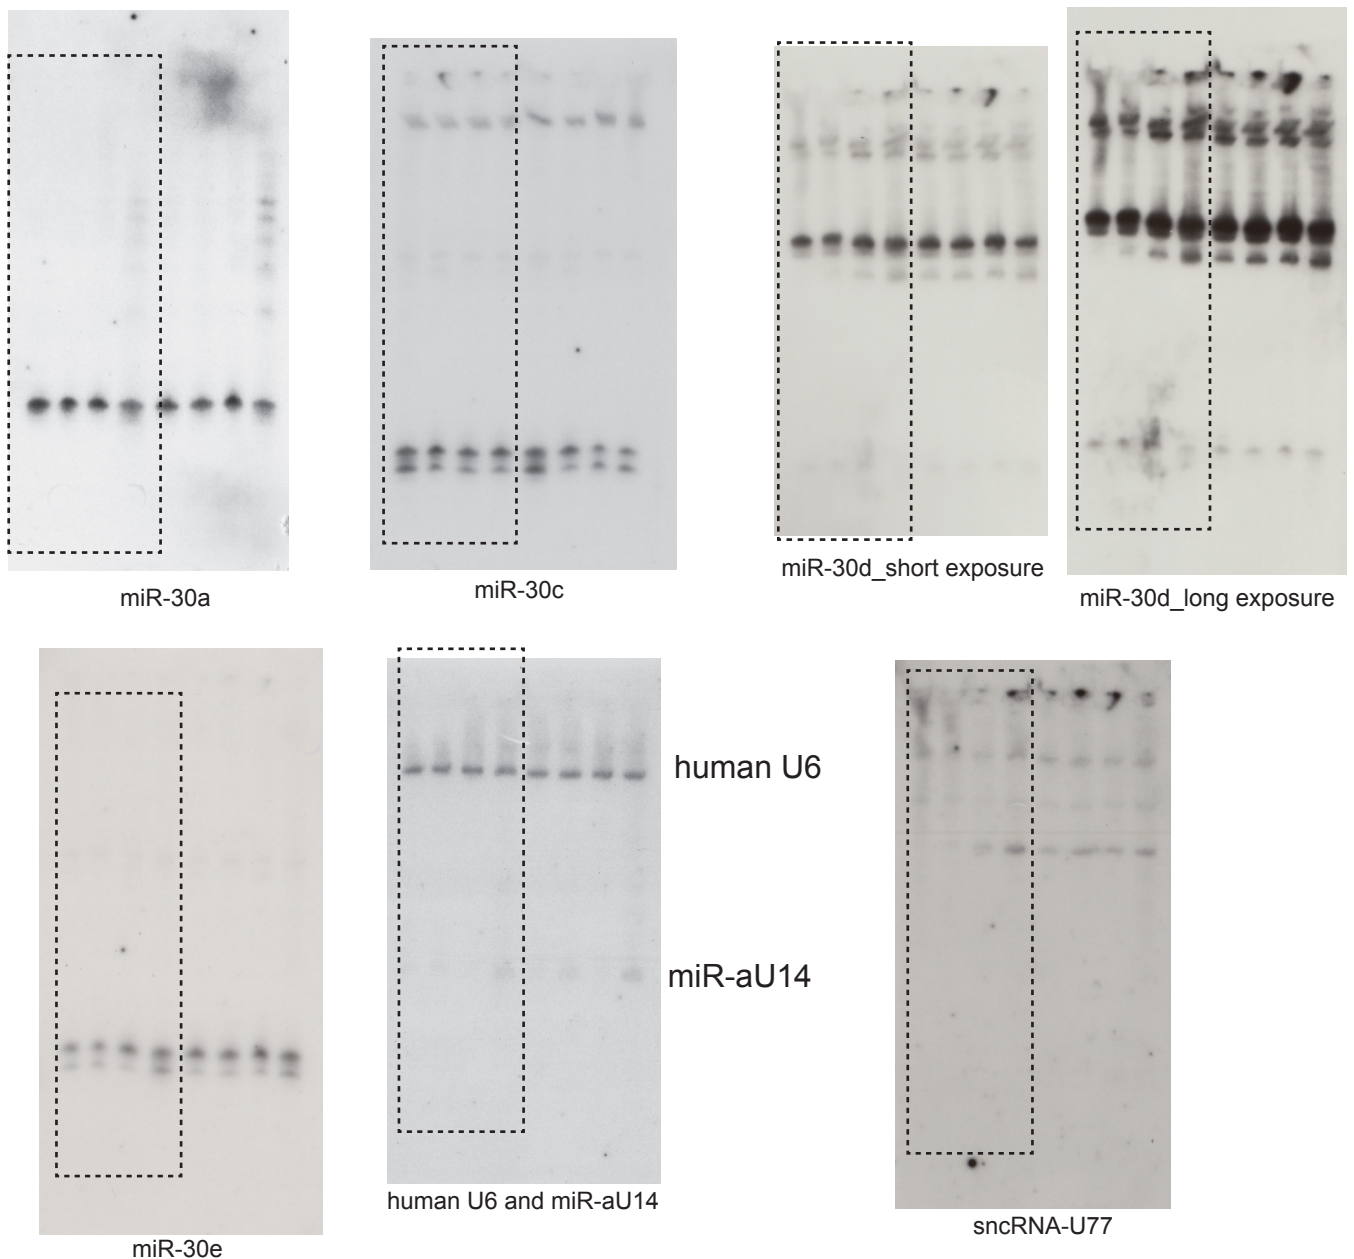 miR-30a
miR-30c
miR-30d_short exposure
miR-30d_long exposure
human U6
miR-aU14
miR-30e
human U6 and miR-aU14
sncRNA-U77